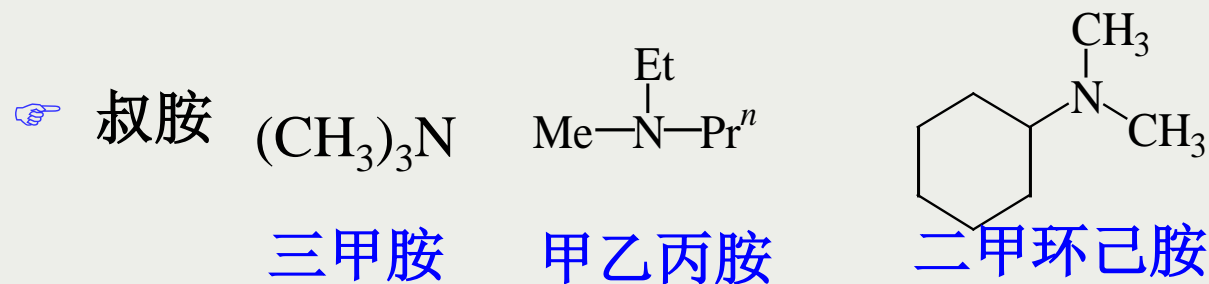 ☞ 叔胺 (CH₃)₃N
Et
Me—N—Prⁿ
CH₃
N
CH₃
三甲胺 甲乙丙胺 二甲环己胺